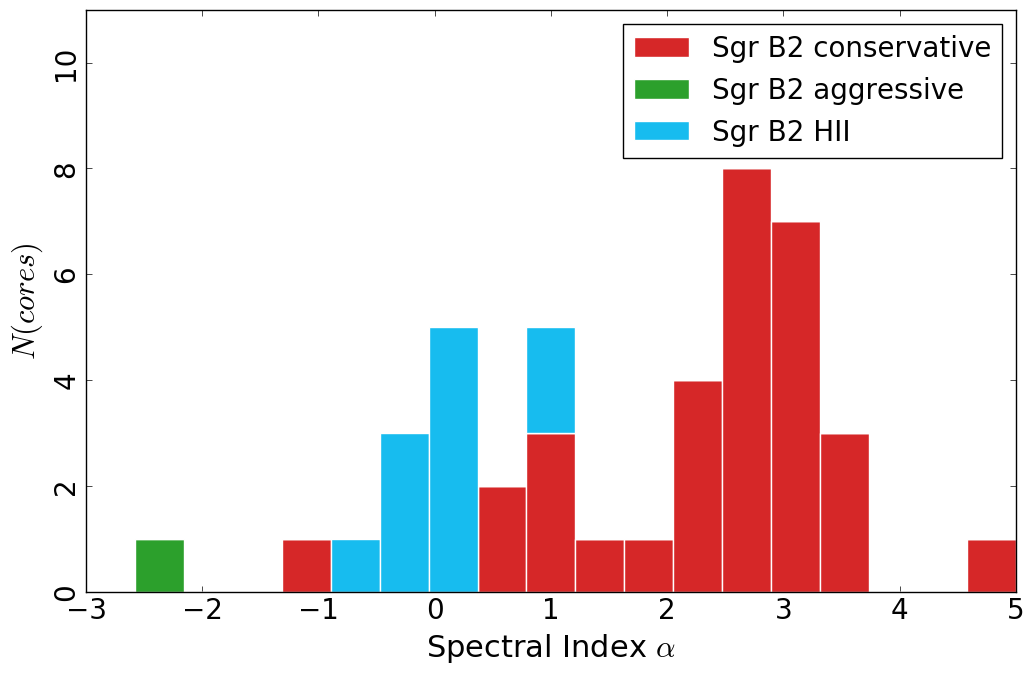 Sgr B2 conservative
Sgr B2 aggressive
Sgr B2 HII
N(cores)
10
8
6
4
2
0
−3 −2 −1 0 1 2 3 4 5
Spectral Index α